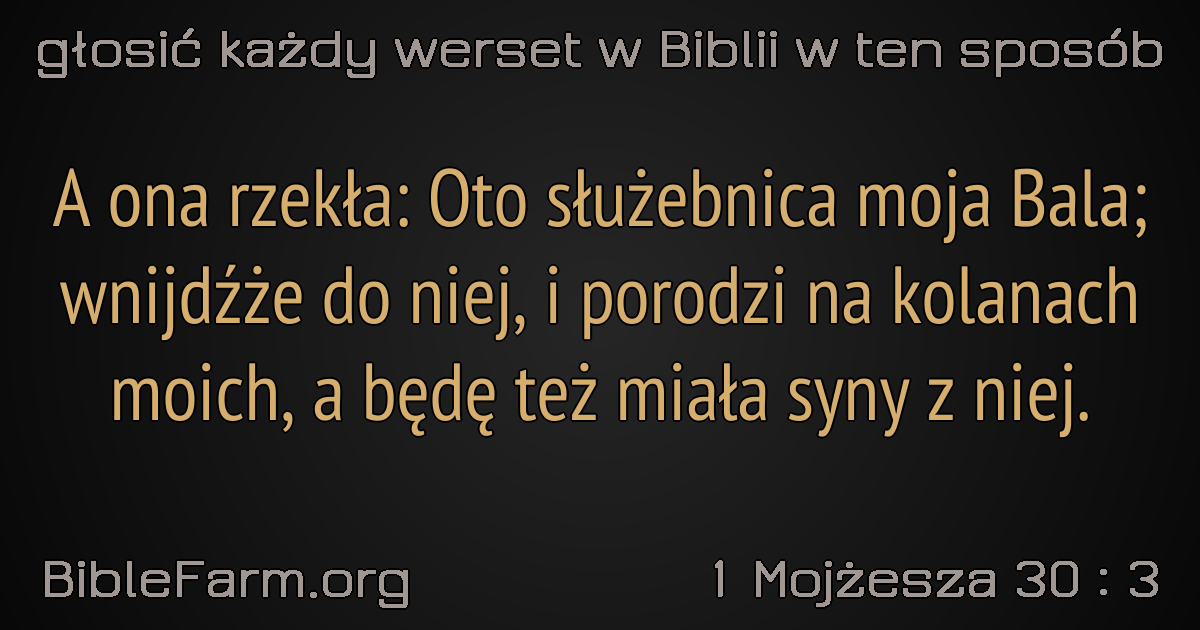 głosić każdy werset w Biblii w ten sposób
A ona rzekła: Oto służebnica moja Bala;
wnijdźże do niej, i porodzi na kolanach
moich, a będę też miała syny z niej.
BibleFarm.org
1 Mojżesza 30 : 3